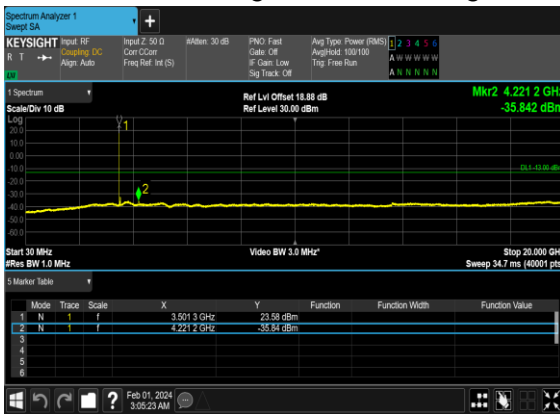 Spectrum Analyzer 1
Swept SA
+
KEYSIGHT Input: RF Input Z: 50 Ω #Atten: 30 dB PNO: Fast Avg Type: Power (RMS) 1 2 3 4 5 6
R T Coupling: DC Corr CCorr Gate: Off Avg|Hold: 100/100 A W W W W W
Align: Auto Freq Ref: Int (S) IF Gain: Low Trig: Free Run
Sig Track: Off A N N N N N
LV
1 Spectrum Ref Lvl Offset 18.88 dB Mkr2 4.221 2 GHz
Scale/Div 10 dB Ref Level 30.00 dBm -35.842 dBm
Log
20.0
10.0
0.00
-10.0
-20.0
-30.0
-40.0
-50.0
-60.0
1
2
DL1 -13.00 dBm
Start 30 MHz Video BW 3.0 MHz* Stop 20.000 GHz
#Res BW 1.0 MHz Sweep 34.7 ms (40001 pts
5 Marker Table
Mode Trace Scale X Y Function Function Width Function Value
1 N 1 f 3.501 3 GHz 23.58 dBm
2 N 1 f 4.221 2 GHz -35.84 dBm
3
4
5
6
? Feb 01, 2024
3:05:23 AM